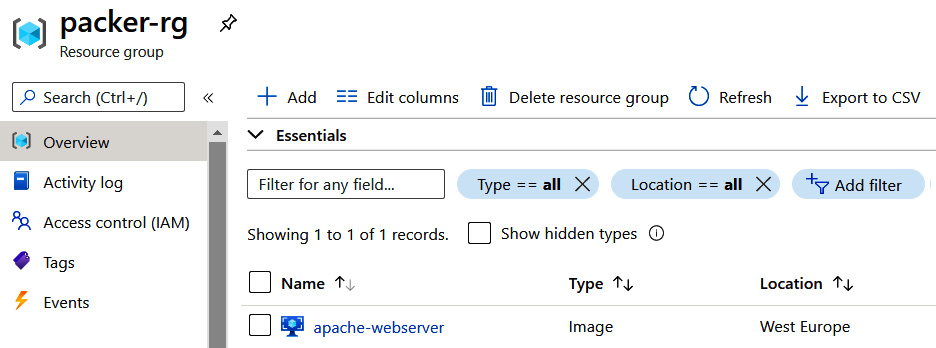 packer-rg
Resource group
Search (Ctrl+/)
«
Overview
Activity log
Access control (IAM)
Tags
Events
Add Edit columns Delete resource group Refresh Export to CSV
Essentials
Filter for any field... Type == all Location == all Add filter
Showing 1 to 1 of 1 records. Show hidden types
Name Type Location
apache-webserver Image West Europe